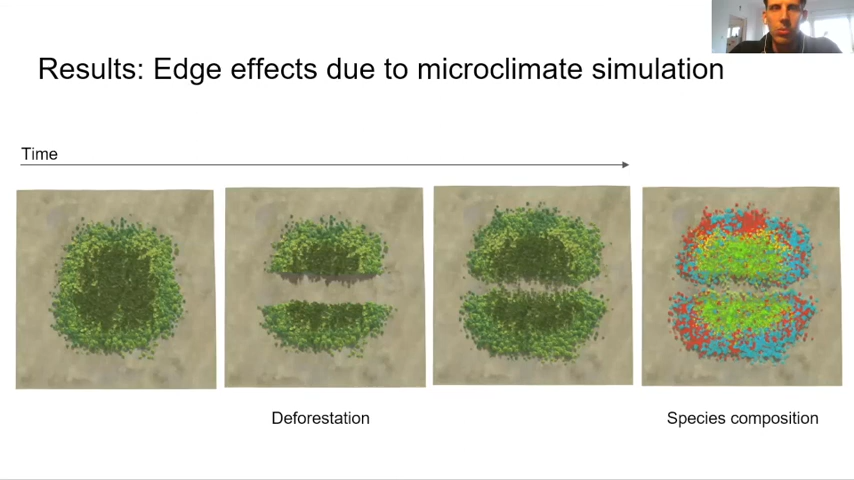 Results: Edge effects due to microclimate simulation
Time
Deforestation
Species composition